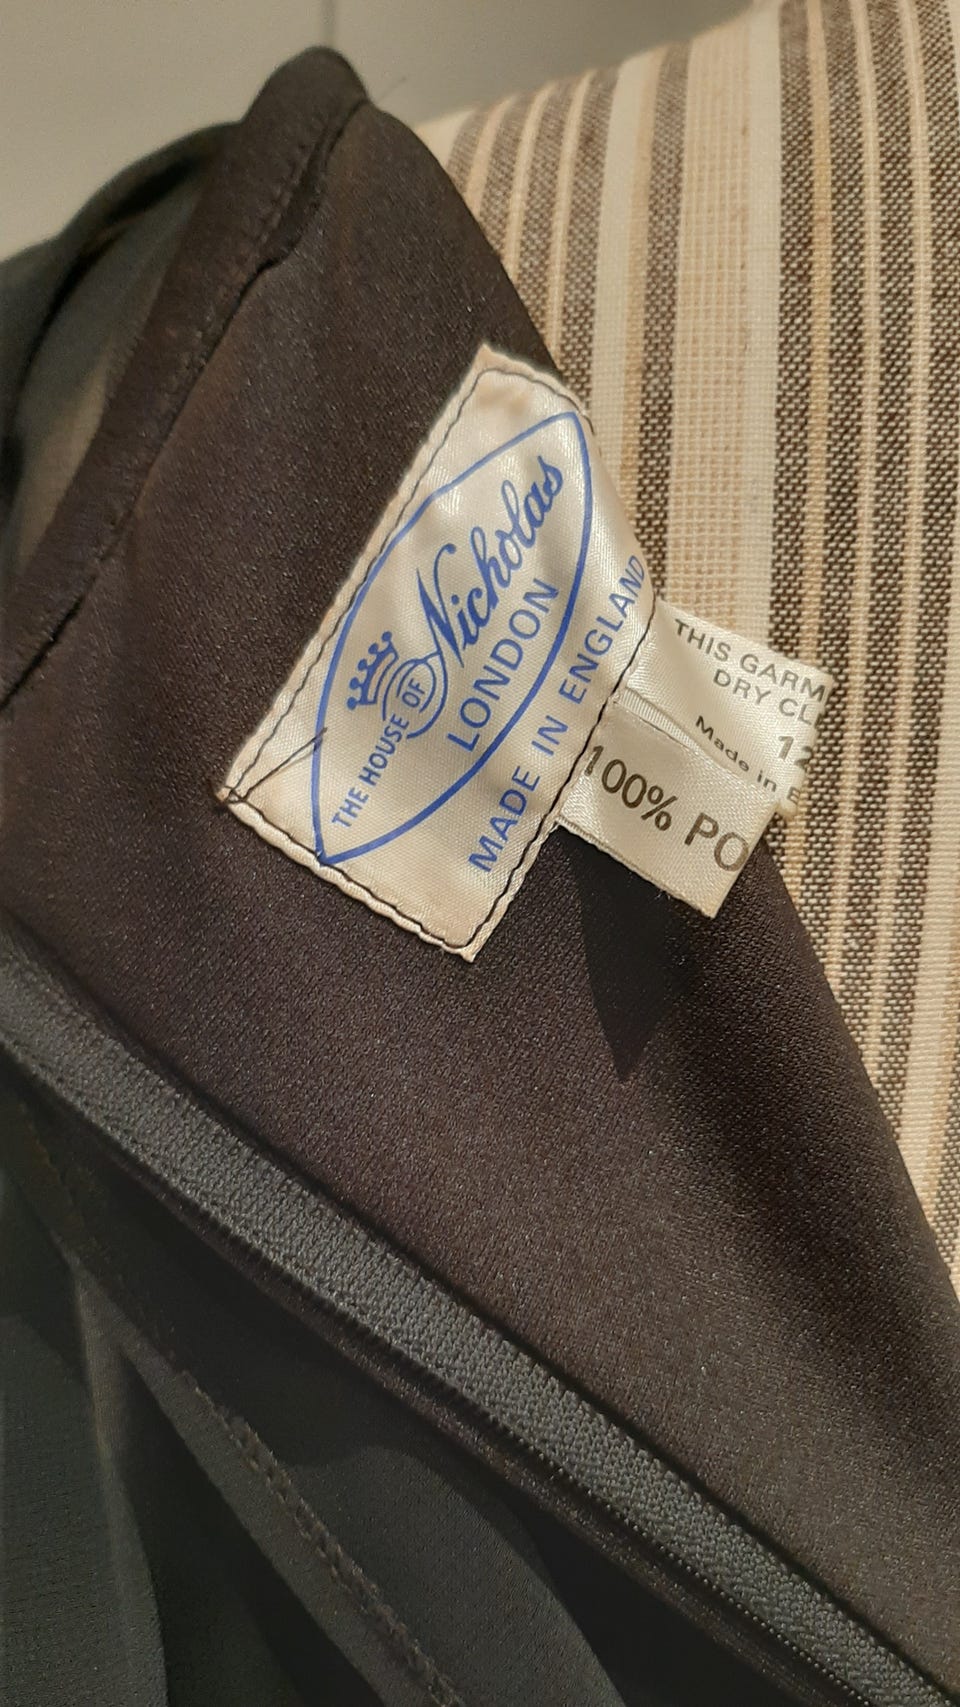 THE HOUSE OF Nicholas
LONDON
MADE IN ENGLAND
THIS GARM
DRY CL
12
Made in E
100% PO